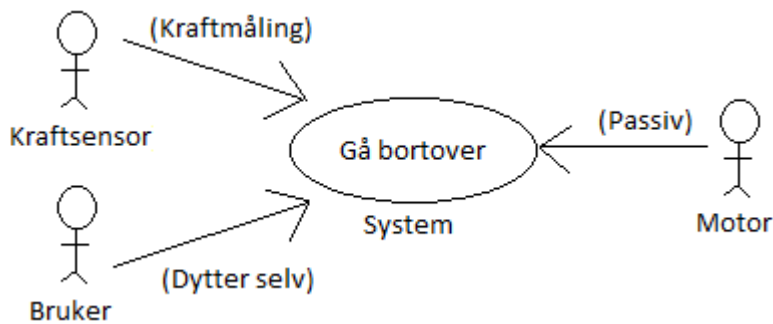 (Kraftmåling)
Kraftsensor
Gå bortover
System
(Passiv)
Motor
(Dytter selv)
Bruker